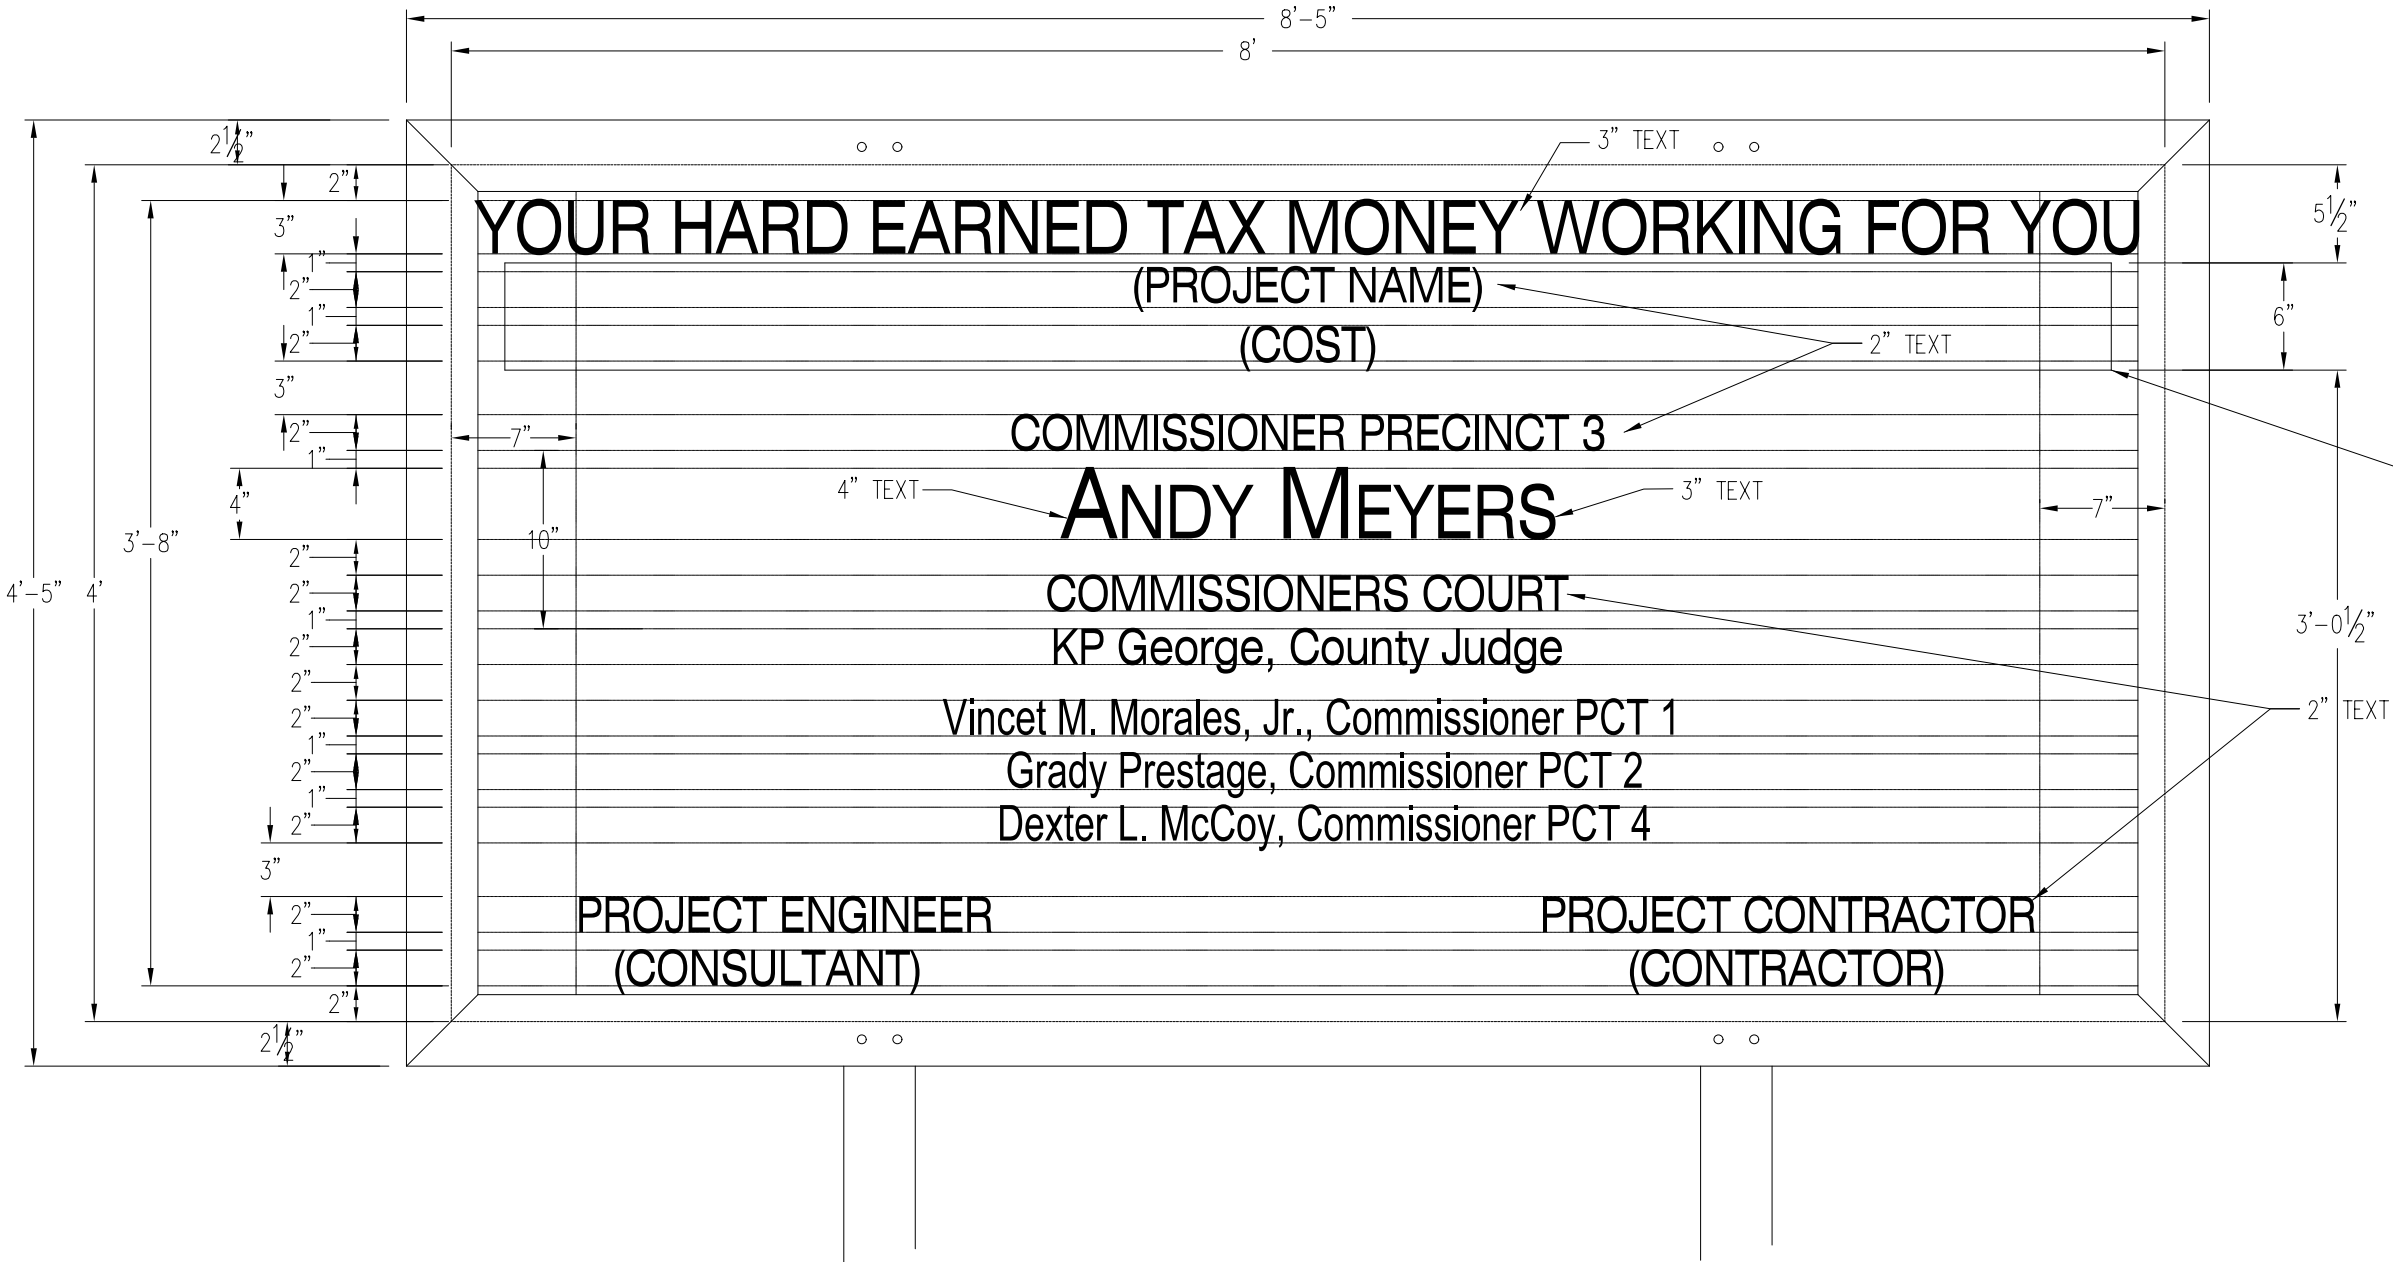 8'-5"
8'
2½"
3" TEXT
2"
YOUR HARD EARNED TAX MONEY WORKING FOR YOU
3"
5½"
1"
(PROJECT NAME)
2"
1"
6"
(COST)
2"
2" TEXT
3"
COMMISSIONER PRECINCT 3
2"
7"
1"
4" TEXT
ANDY MEYERS
3" TEXT
4"
7"
3'-8"
10"
2"
4'-5"
4'
COMMISSIONERS COURT
2"
1"
3'-0½"
KP George, County Judge
2"
2"
Vincet M. Morales, Jr., Commissioner PCT 1
2"
2" TEXT
1"
Grady Prestage, Commissioner PCT 2
2"
1"
Dexter L. McCoy, Commissioner PCT 4
2"
3"
PROJECT ENGINEER PROJECT CONTRACTOR
2"
1"
(CONSULTANT) (CONTRACTOR)
2"
2"
2½"